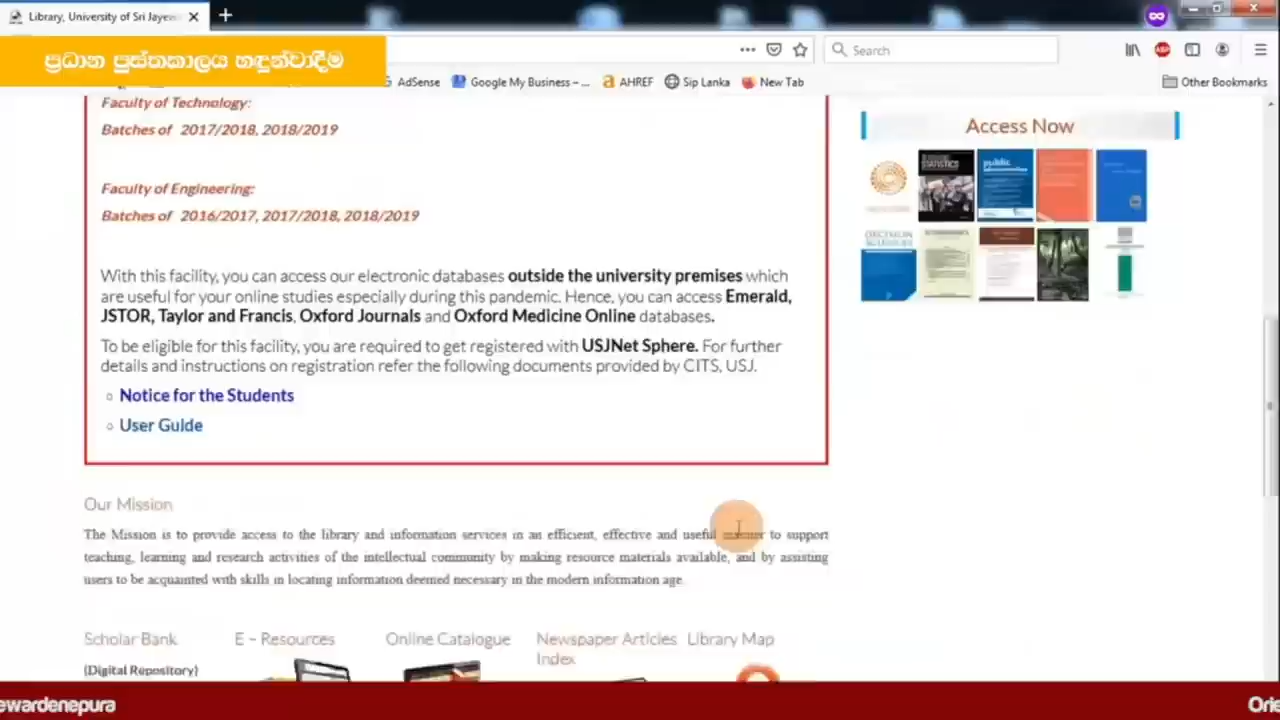 Library, University of Sri Jayew
ප්‍රධාන පුස්තකාලය හඳුන්වාදීම
Search
AdSense
Google My Business – ...
AHREF
Sip Lanka
New Tab
Other Bookmarks
Faculty of Technology:
Batches of 2017/2018, 2018/2019
Faculty of Engineering:
Batches of 2016/2017, 2017/2018, 2018/2019
With this facility, you can access our electronic databases outside the university premises which
are useful for your online studies especially during this pandemic. Hence, you can access Emerald,
JSTOR, Taylor and Francis, Oxford Journals and Oxford Medicine Online databases.
To be eligible for this facility, you are required to get registered with USJNet Sphere. For further
details and instructions on registration refer the following documents provided by CITS, USJ.
Notice for the Students
User Guide
Access Now
STATISTICS
public
Our Mission
The Mission is to provide access to the library and information services in an efficient, effective and useful manner to support
teaching, learning and research activities of the intellectual community by making resource materials available, and by assisting
users to be acquainted with skills in locating information deemed necessary in the modern information age.
Scholar Bank
(Digital Repository)
E – Resources
Online Catalogue
Newspaper Articles
Index
Library Map
ewardenepura
Orie